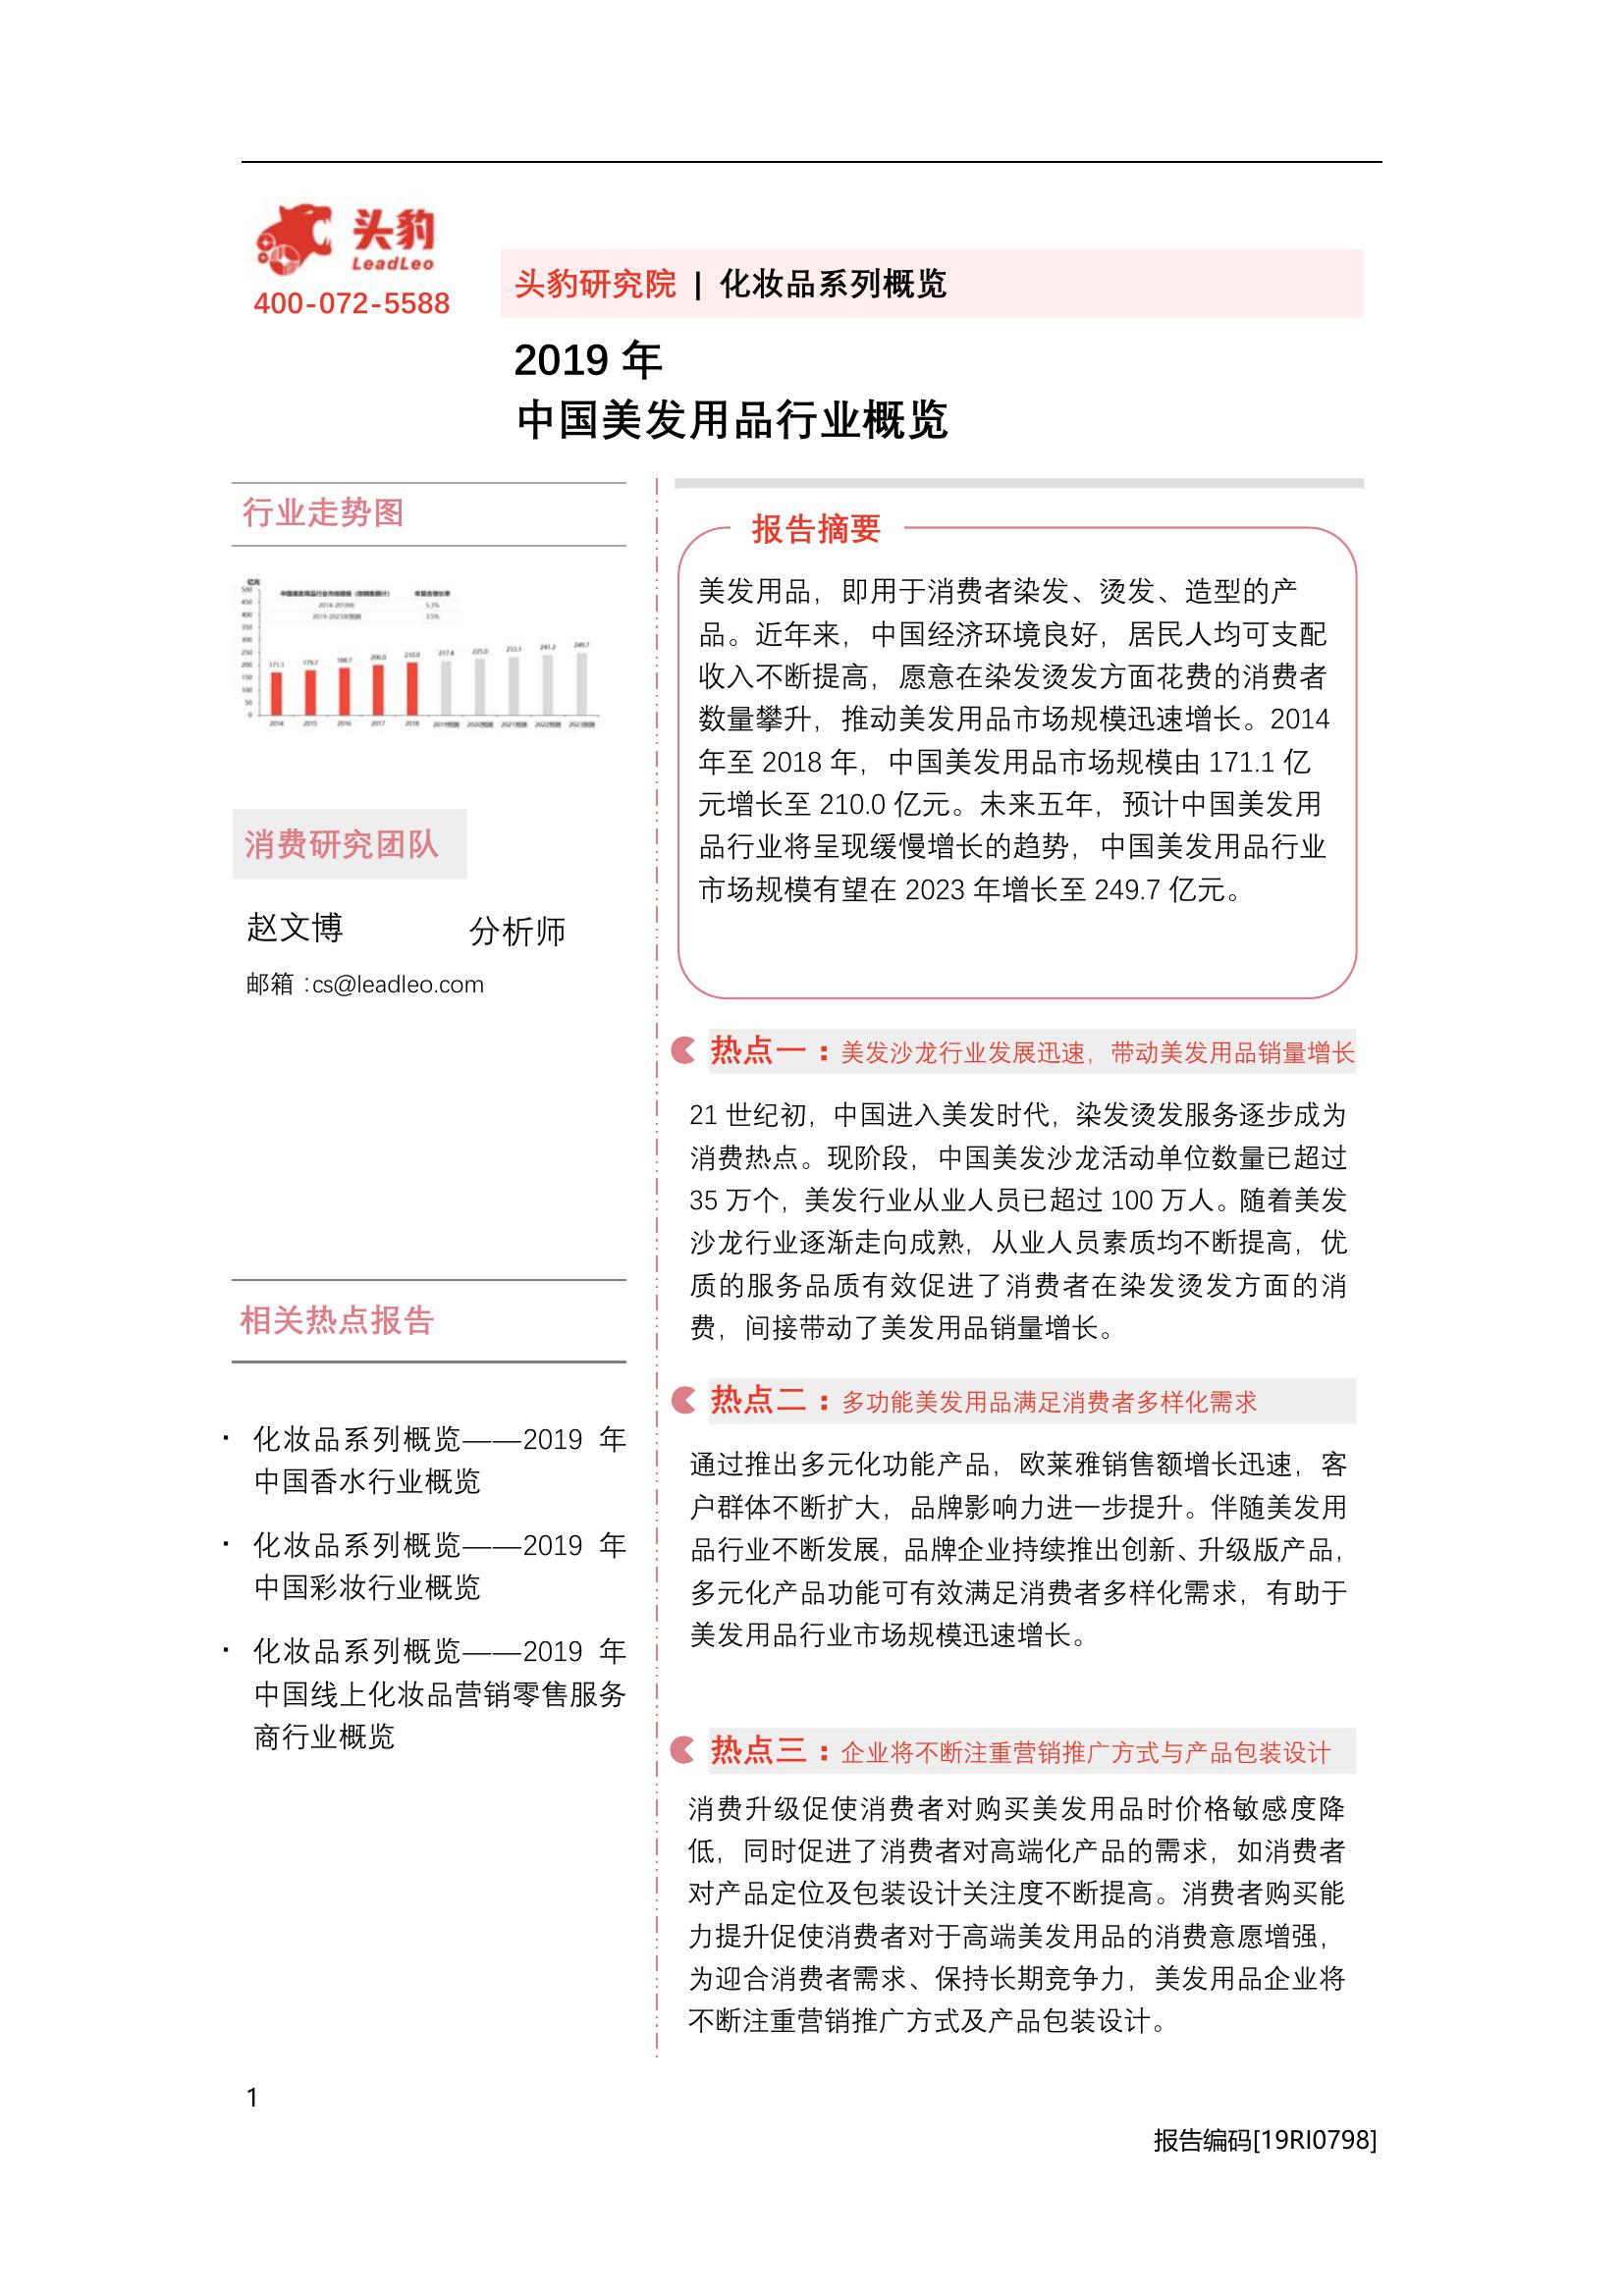 头豹
LeadLeo
400-072-5588
头豹研究院 | 化妆品系列概览
2019 年
中国美发用品行业概览
行业走势图
亿元
中国美发用品行业市场规模（按销售额计） 年复合增长率
2014-2018年 5.3%
2019-2023年预测 3.5%
500
450
400
350
300
250
200
150
100
50
0
171.1 179.7 188.7 200.0 210.0 217.4 225.0 233.1 241.2 249.7
2014 2015 2016 2017 2018 2019预测 2020预测 2021预测 2022预测 2023预测
消费研究团队
赵文博 分析师
邮箱：cs@leadleo.com
相关热点报告
· 化妆品系列概览——2019 年
中国香水行业概览
· 化妆品系列概览——2019 年
中国彩妆行业概览
· 化妆品系列概览——2019 年
中国线上化妆品营销零售服务
商行业概览
报告摘要
美发用品，即用于消费者染发、烫发、造型的产
品。近年来，中国经济环境良好，居民人均可支配
收入不断提高，愿意在染发烫发方面花费的消费者
数量攀升，推动美发用品市场规模迅速增长。2014
年至 2018 年，中国美发用品市场规模由 171.1 亿
元增长至 210.0 亿元。未来五年，预计中国美发用
品行业将呈现缓慢增长的趋势，中国美发用品行业
市场规模有望在 2023 年增长至 249.7 亿元。
热点一：美发沙龙行业发展迅速，带动美发用品销量增长
21 世纪初，中国进入美发时代，染发烫发服务逐步成为
消费热点。现阶段，中国美发沙龙活动单位数量已超过
35 万个，美发行业从业人员已超过 100 万人。随着美发
沙龙行业逐渐走向成熟，从业人员素质均不断提高，优
质的服务品质有效促进了消费者在染发烫发方面的消
费，间接带动了美发用品销量增长。
热点二：多功能美发用品满足消费者多样化需求
通过推出多元化功能产品，欧莱雅销售额增长迅速，客
户群体不断扩大，品牌影响力进一步提升。伴随美发用
品行业不断发展，品牌企业持续推出创新、升级版产品，
多元化产品功能可有效满足消费者多样化需求，有助于
美发用品行业市场规模迅速增长。
热点三：企业将不断注重营销推广方式与产品包装设计
消费升级促使消费者对购买美发用品时价格敏感度降
低，同时促进了消费者对高端化产品的需求，如消费者
对产品定位及包装设计关注度不断提高。消费者购买能
力提升促使消费者对于高端美发用品的消费意愿增强，
为迎合消费者需求、保持长期竞争力，美发用品企业将
不断注重营销推广方式及产品包装设计。
1
报告编码[19RI0798]